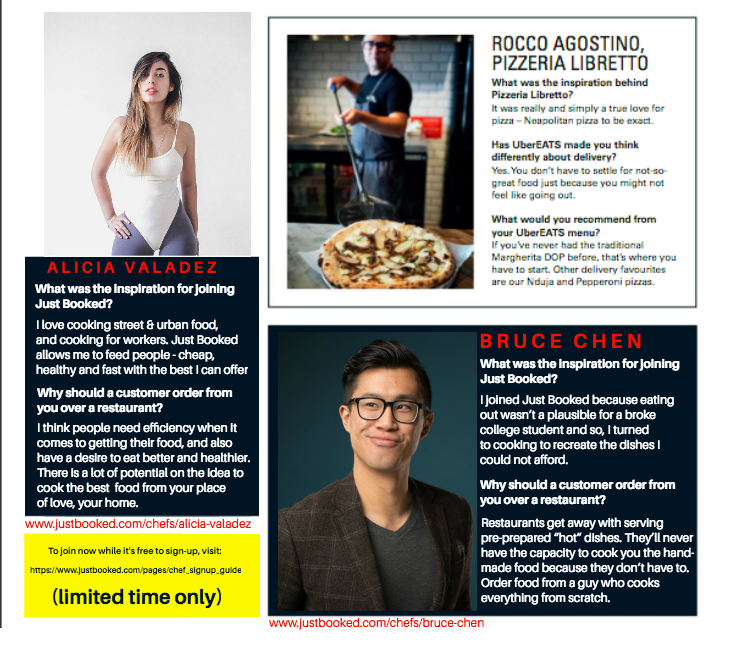 ALICIA VALADEZ
What was the inspiration for joining
Just Booked?
I love cooking street & urban food,
and cooking for workers. Just Booked
allows me to feed people - cheap,
healthy and fast with the best I can offer
Why should a customer order from
you over a restaurant?
I think people need efficiency when it
comes to getting their food, and also
have a desire to eat better and healthier.
There is a lot of potential on the idea to
cook the best food from your place
of love, your home.
www.justbooked.com/chefs/alicia-valadez
To join now while it's free to sign-up, visit:
https://www.justbooked.com/pages/chef_signup_guide
(limited time only)
ROCCO AGOSTINO,
PIZZERIA LIBRETTO
What was the inspiration behind
Pizzeria Libretto?
It was really and simply a true love for
pizza – Neapolitan pizza to be exact.
Has UberEATS made you think
differently about delivery?
Yes. You don't have to settle for not-so-
great food just because you might not
feel like going out.
What would you recommend from
your UberEATS menu?
If you've never had the traditional
Margherita DOP before, that's where you
have to start. Other delivery favourites
are our Nduja and Pepperoni pizzas.
BRUCE CHEN
What was the inspiration for joining
Just Booked?
I joined Just Booked because eating
out wasn't a plausible for a broke
college student and so, I turned
to cooking to recreate the dishes I
could not afford.
Why should a customer order from
you over a restaurant?
Restaurants get away with serving
pre-prepared "hot" dishes. They'll never
have the capacity to cook you the hand-
made food because they don't have to.
Order food from a guy who cooks
everything from scratch.
www.justbooked.com/chefs/bruce-chen